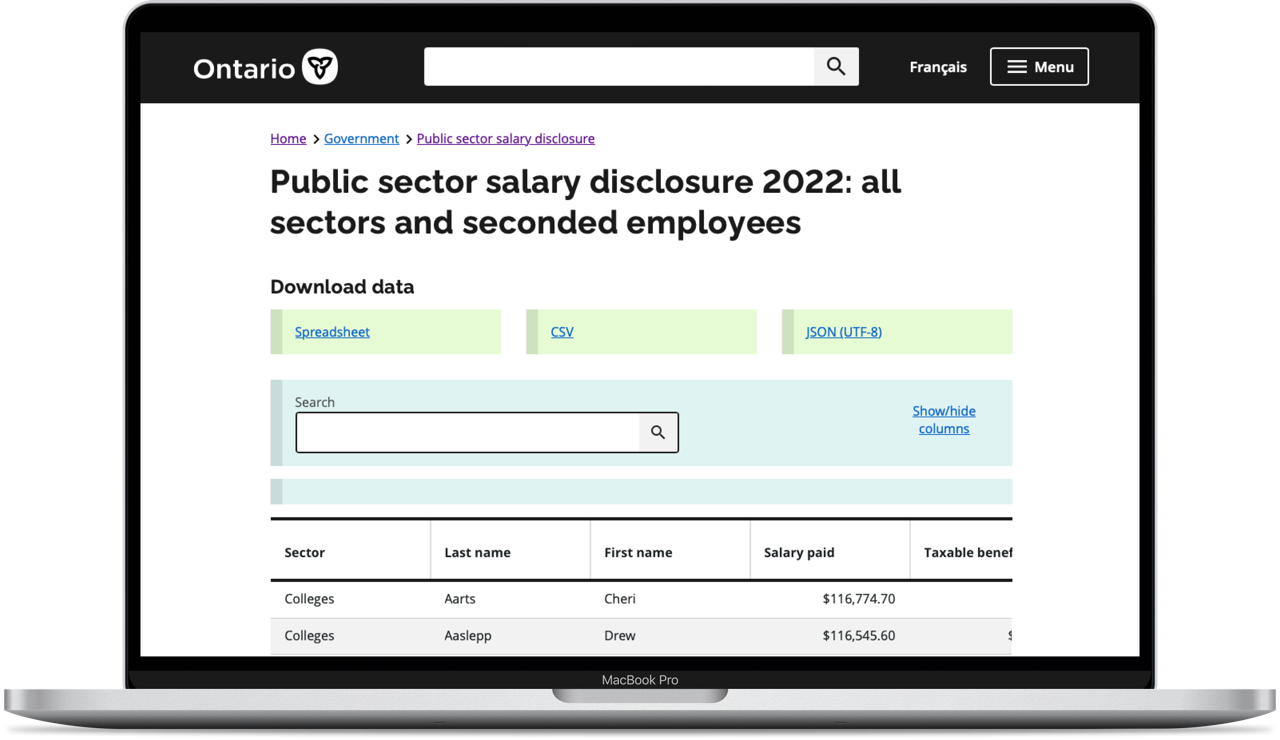 Ontario
Français
Menu
Home > Government > Public sector salary disclosure
Public sector salary disclosure 2022: all
sectors and seconded employees
Download data
Spreadsheet
CSV
JSON (UTF-8)
Search
Show/hide
columns
Sector Last name First name Salary paid Taxable benef
Colleges Aarts Cheri $116,774.70
Colleges Aaslepp Drew $116,545.60 $
MacBook Pro